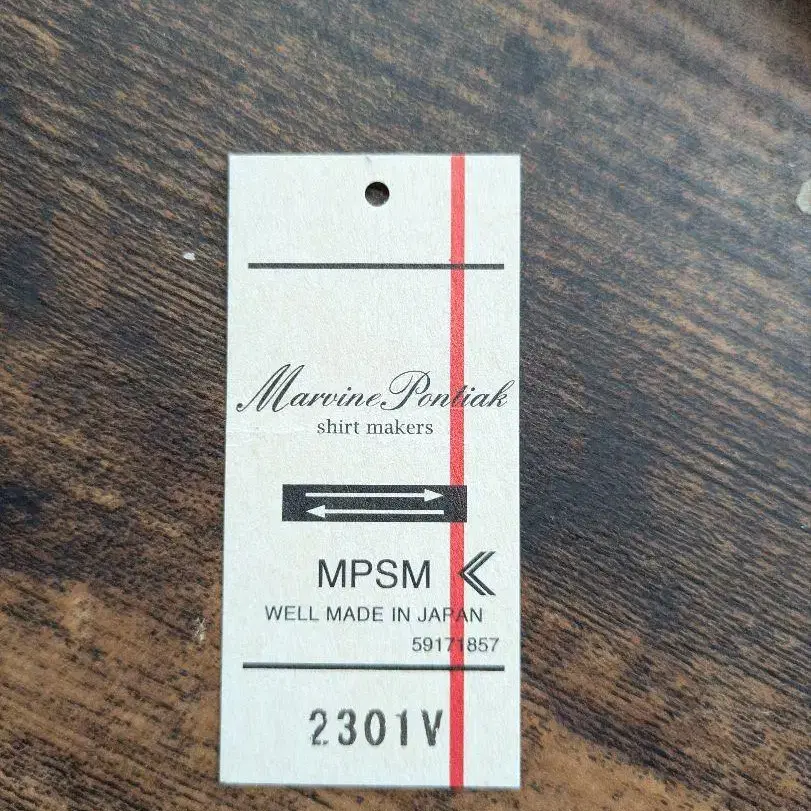 Marvine Pontiak
shirt makers
MPSM
WELL MADE IN JAPAN
59171857
2301V